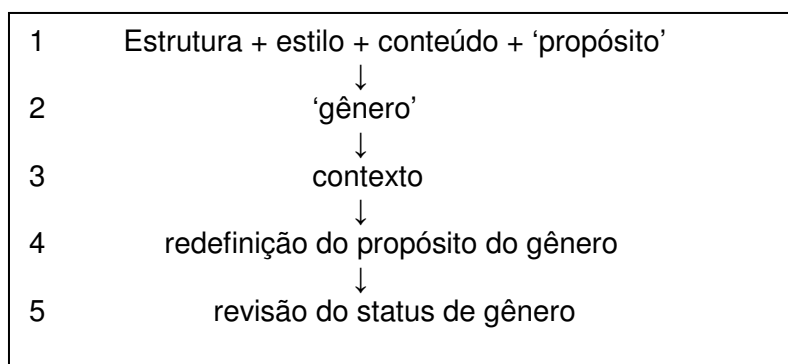 1 Estrutura + estilo + conteúdo + ‘propósito’
↓
2 ‘gênero’
↓
3 contexto
↓
4 redefinição do propósito do gênero
↓
5 revisão do status de gênero